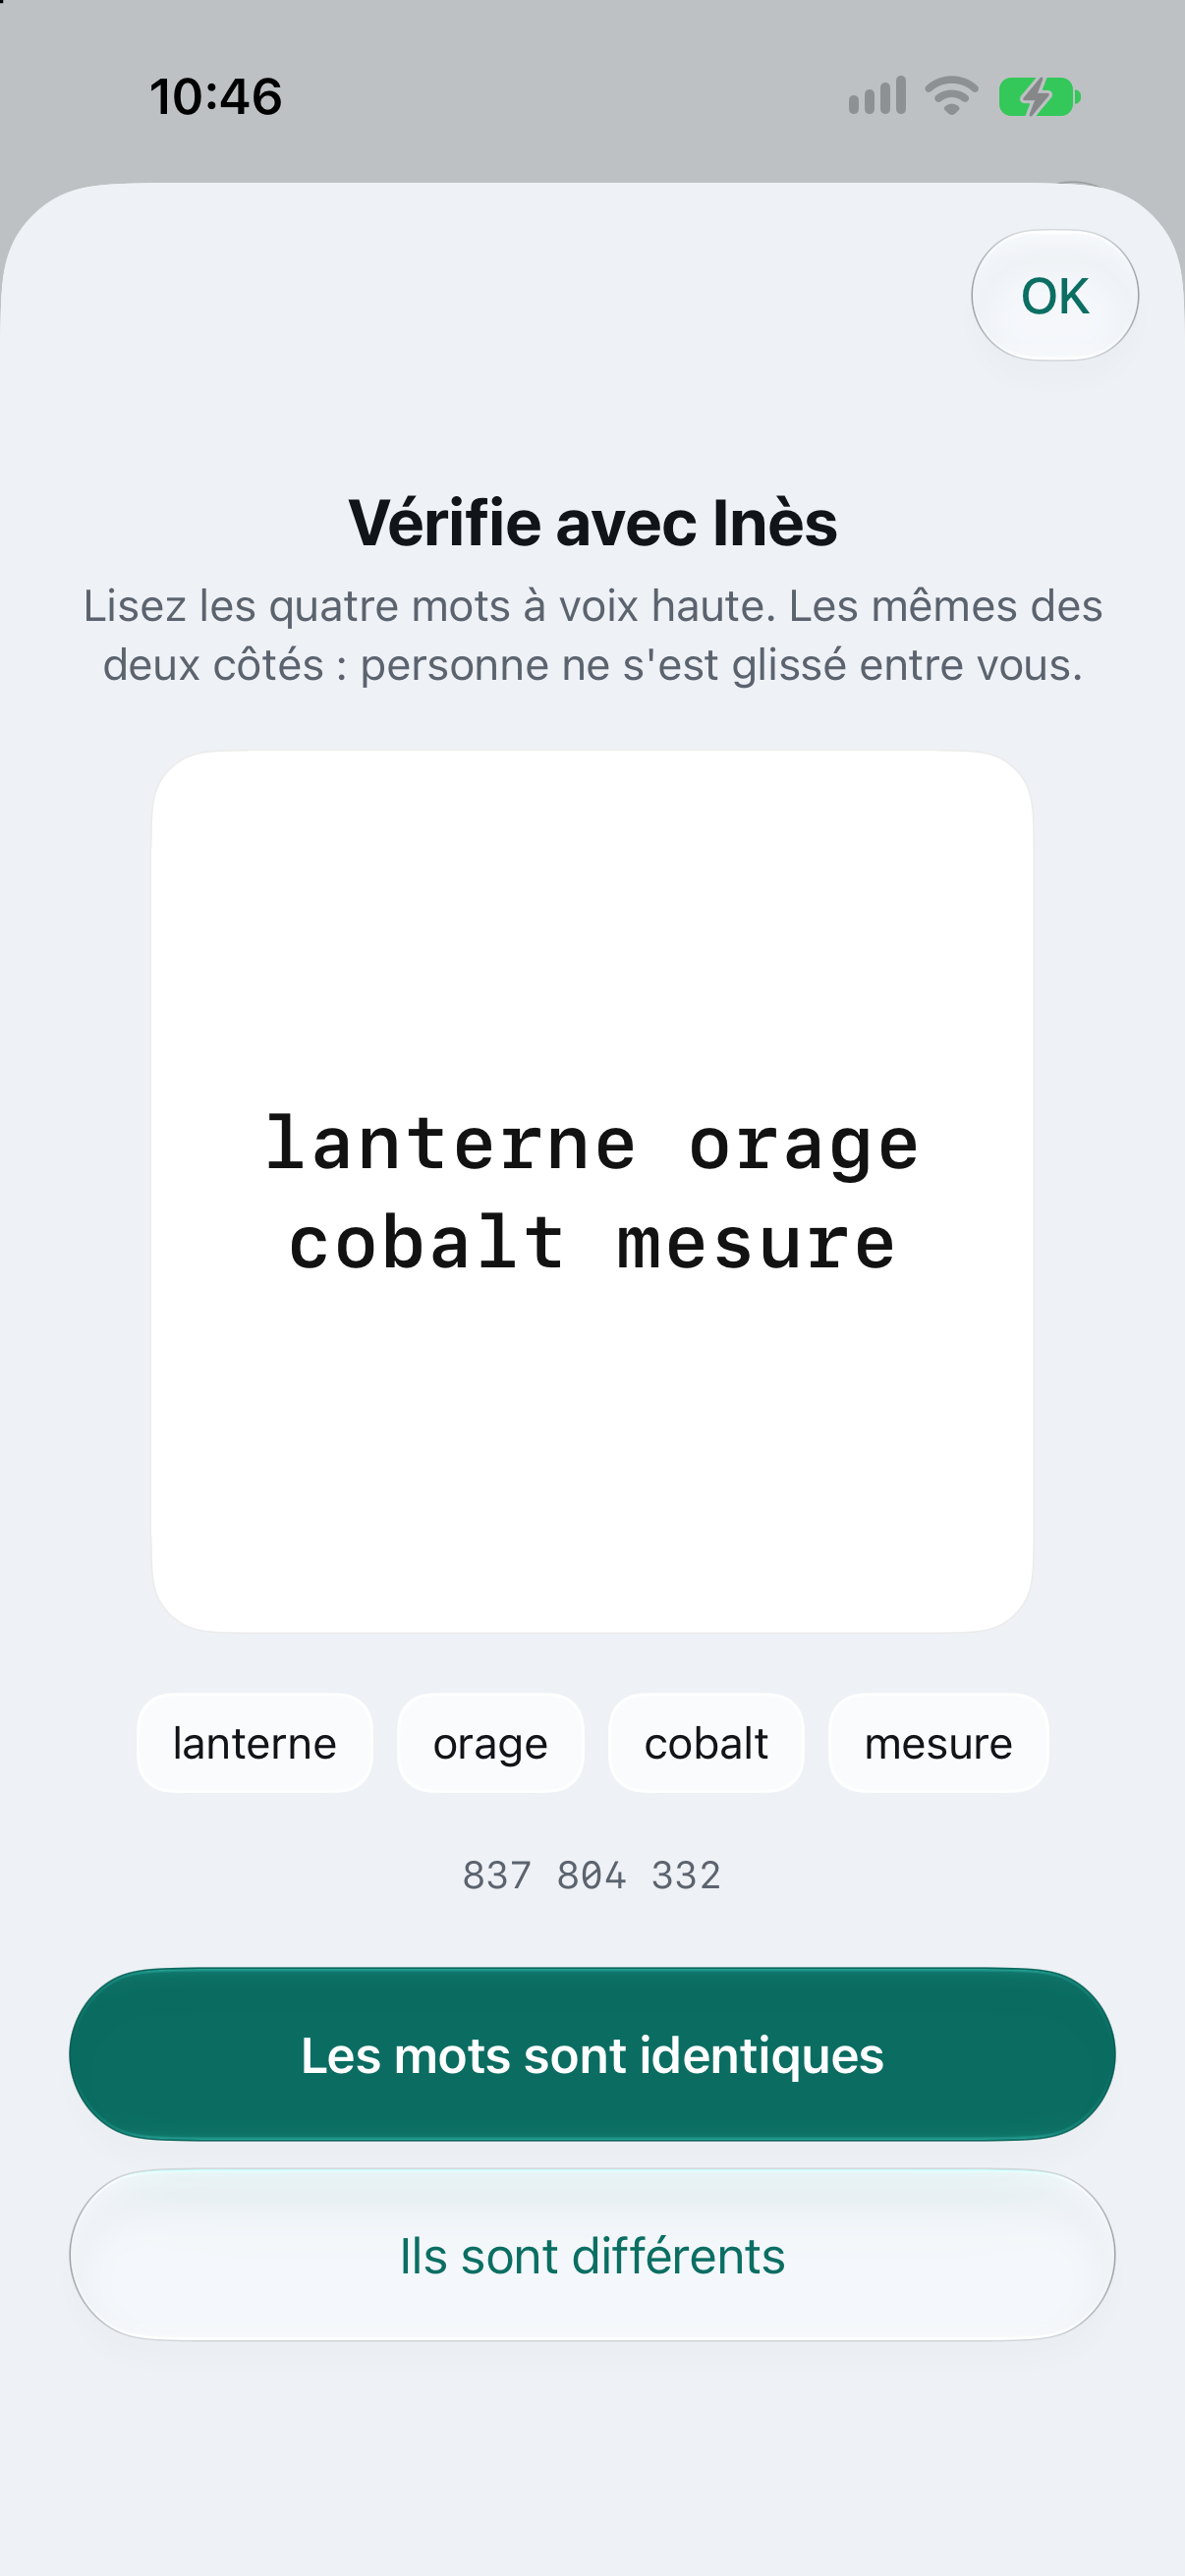 10:46
OK
Vérifie avec Inès
Lisez les quatre mots à voix haute. Les mêmes des
deux côtés : personne ne s'est glissé entre vous.
lanterne orage
cobalt mesure
lanterne orage cobalt mesure
837 804 332
Les mots sont identiques
Ils sont différents